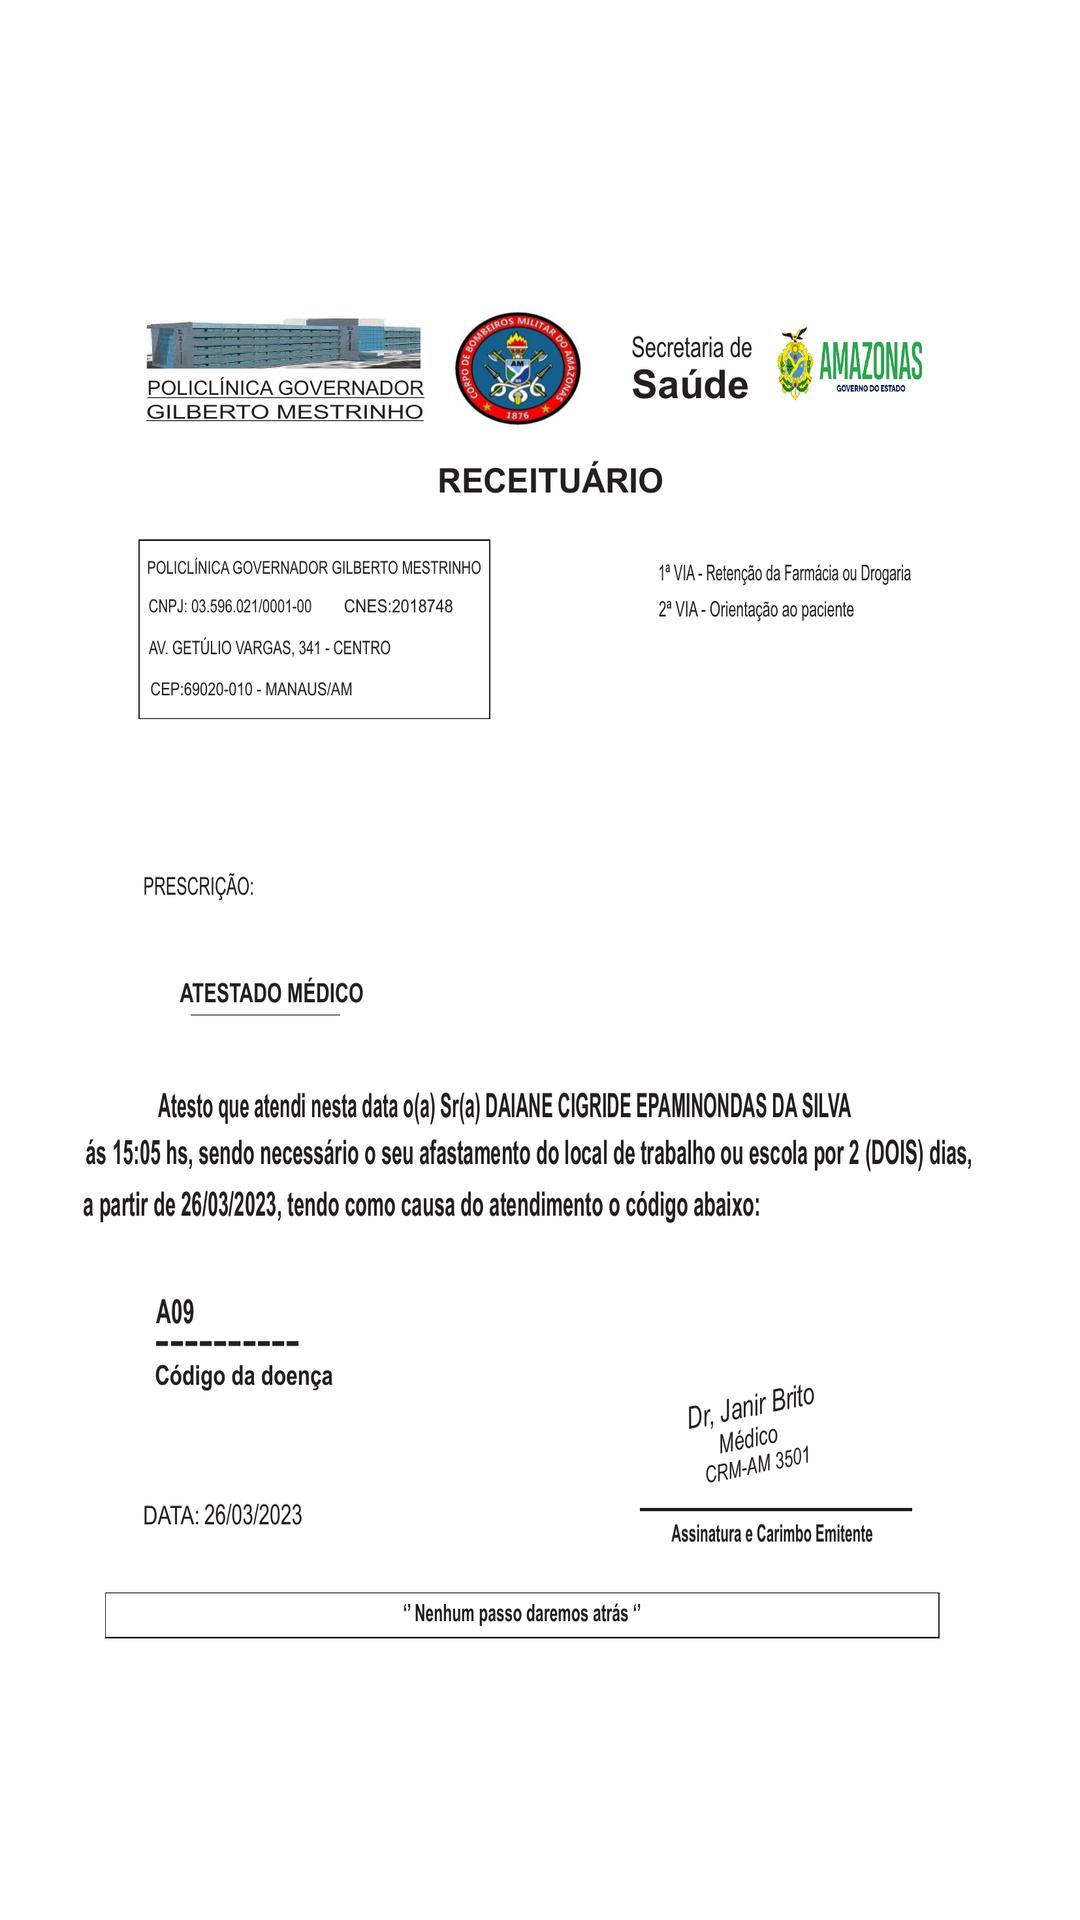 POLICLÍNICA GOVERNADOR
GILBERTO MESTRINHO
CORPO DE BOMBEIROS MILITAR DO AMAZONAS
AM
1876
Secretaria de
Saúde
AMAZONAS
GOVERNO DO ESTADO
RECEITUÁRIO
POLICLÍNICA GOVERNADOR GILBERTO MESTRINHO
CNPJ: 03.596.021/0001-00 CNES:2018748
AV. GETÚLIO VARGAS, 341 - CENTRO
CEP:69020-010 - MANAUS/AM
1ª VIA - Retenção da Farmácia ou Drogaria
2ª VIA - Orientação ao paciente
PRESCRIÇÃO:
ATESTADO MÉDICO
Atesto que atendi nesta data o(a) Sr(a) DAIANE CIGRIDE EPAMINONDAS DA SILVA
ás 15:05 hs, sendo necessário o seu afastamento do local de trabalho ou escola por 2 (DOIS) dias,
a partir de 26/03/2023, tendo como causa do atendimento o código abaixo:
A09
----------
Código da doença
Dr, Janir Brito
Médico
CRM-AM 3501
DATA: 26/03/2023
Assinatura e Carimbo Emitente
‘’ Nenhum passo daremos atrás ‘’